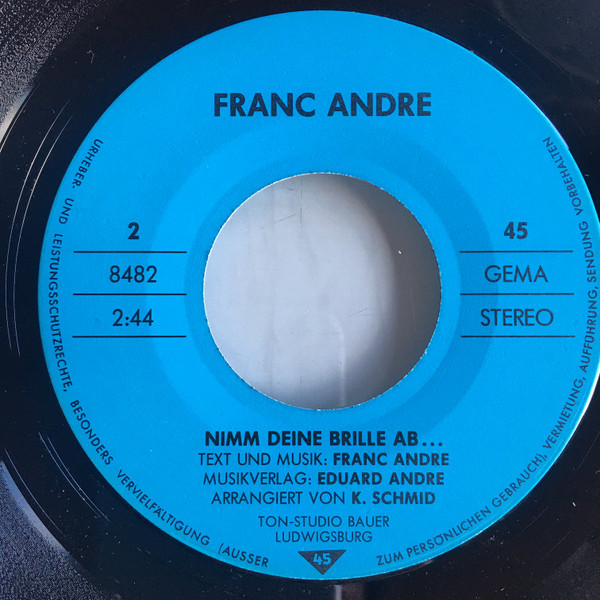 FRANC ANDRE
2
8482
2:44
45
GEMA
STEREO
NIMM DEINE BRILLE AB...
TEXT UND MUSIK: FRANC ANDRE
MUSIKVERLAG: EDUARD ANDRE
ARRANGIERT VON K. SCHMID
TON-STUDIO BAUER
LUDWIGSBURG
45
URHEBER- UND LEISTUNGSSCHUTZRECHTE, BESONDERS VERVIELFÄLTIGUNG (AUSSER ZUM PERSÖNLICHEN GEBRAUCH), VERMIETUNG, AUFFÜHRUNG, SENDUNG VORBEHALTEN